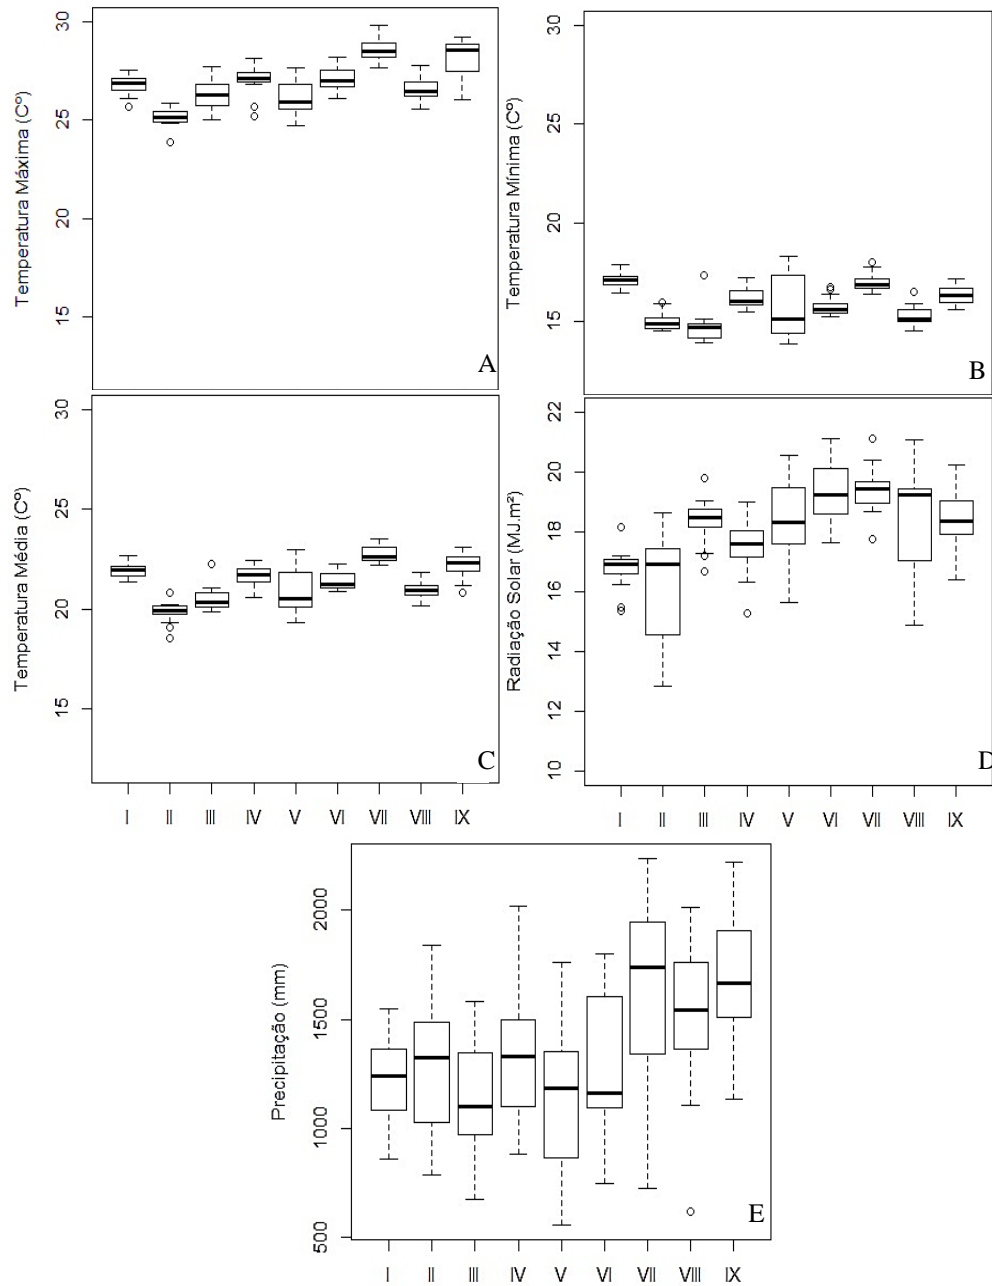 Temperatura Máxima (Cº)
30
25
20
15
A
Temperatura Mínima (Cº)
30
25
20
15
B
Temperatura Média (Cº)
30
25
20
15
C
I II III IV V VI VII VIII IX
Radiação Solar (MJ.m²)
22
20
18
16
14
12
10
D
I II III IV V VI VII VIII IX
Precipitação (mm)
2000
1500
1000
500
E
I II III IV V VI VII VIII IX